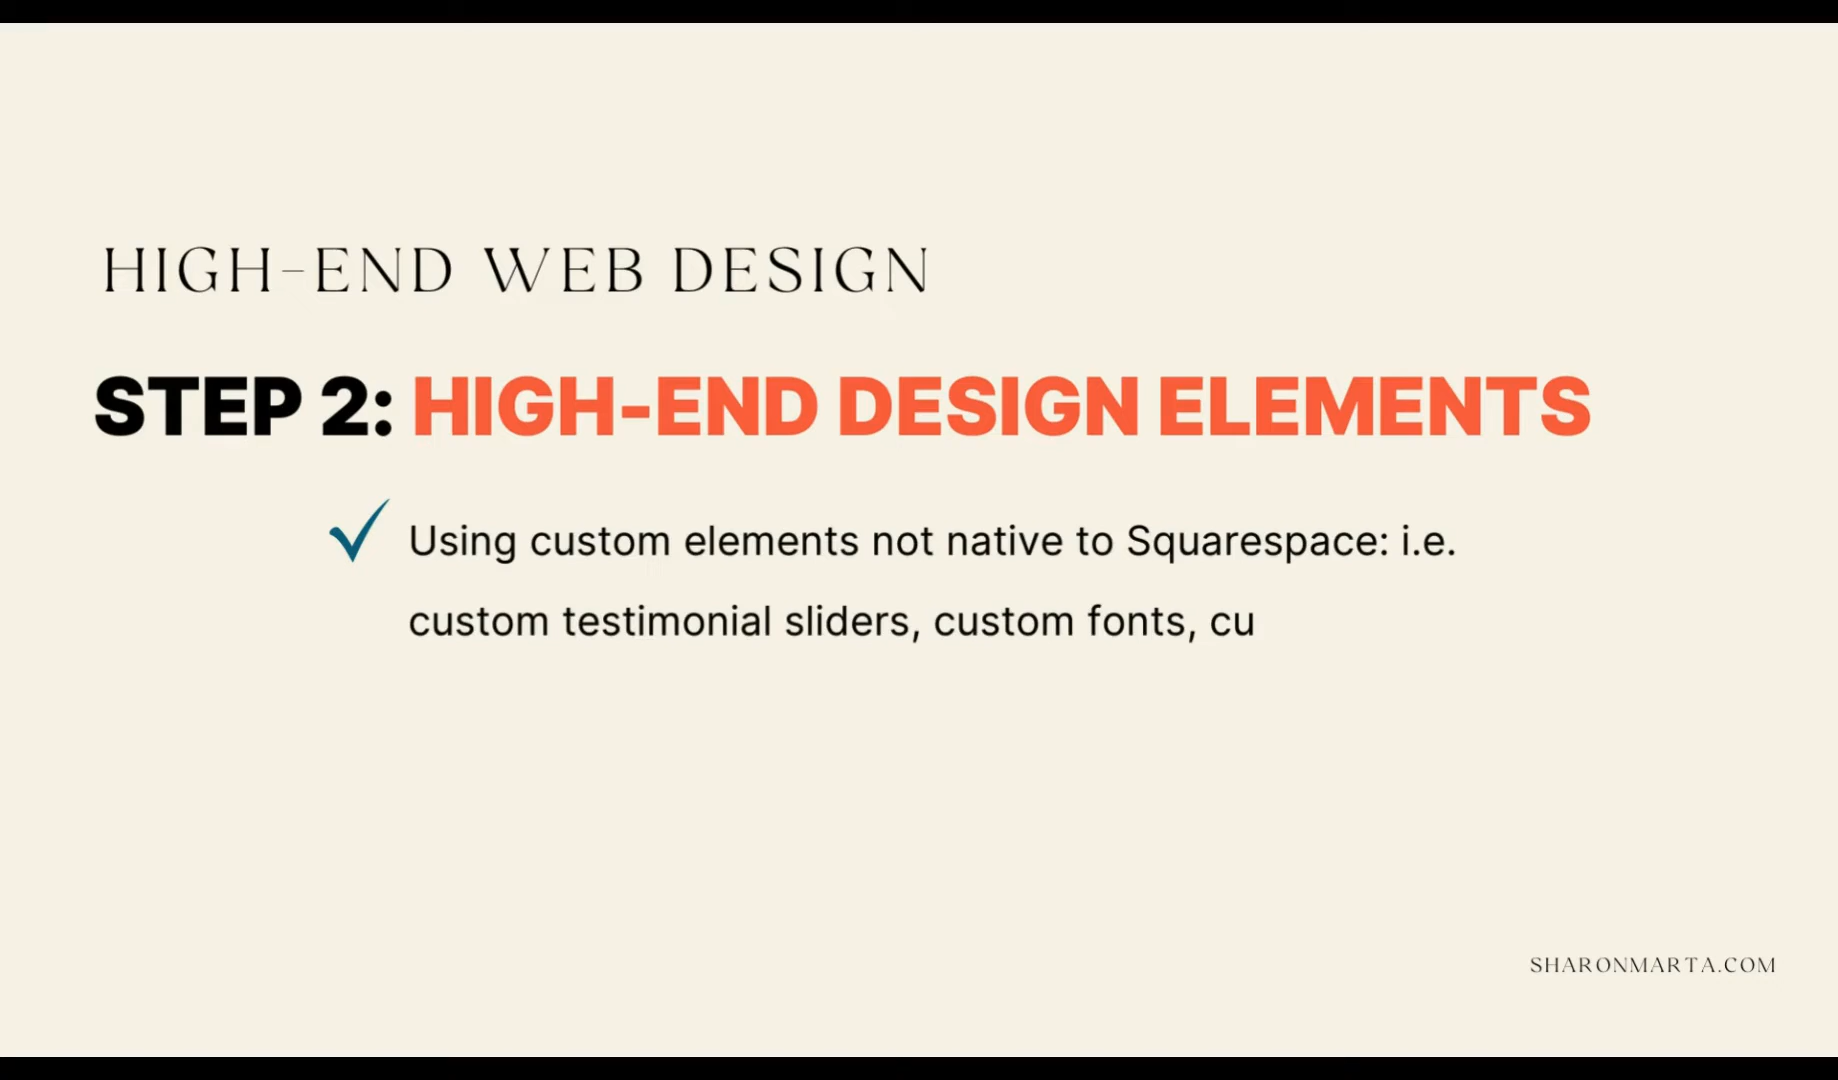 HIGH-END WEB DESIGN
STEP 2: HIGH-END DESIGN ELEMENTS
Using custom elements not native to Squarespace: i.e.
custom testimonial sliders, custom fonts, cu
SHARONMARTA.COM